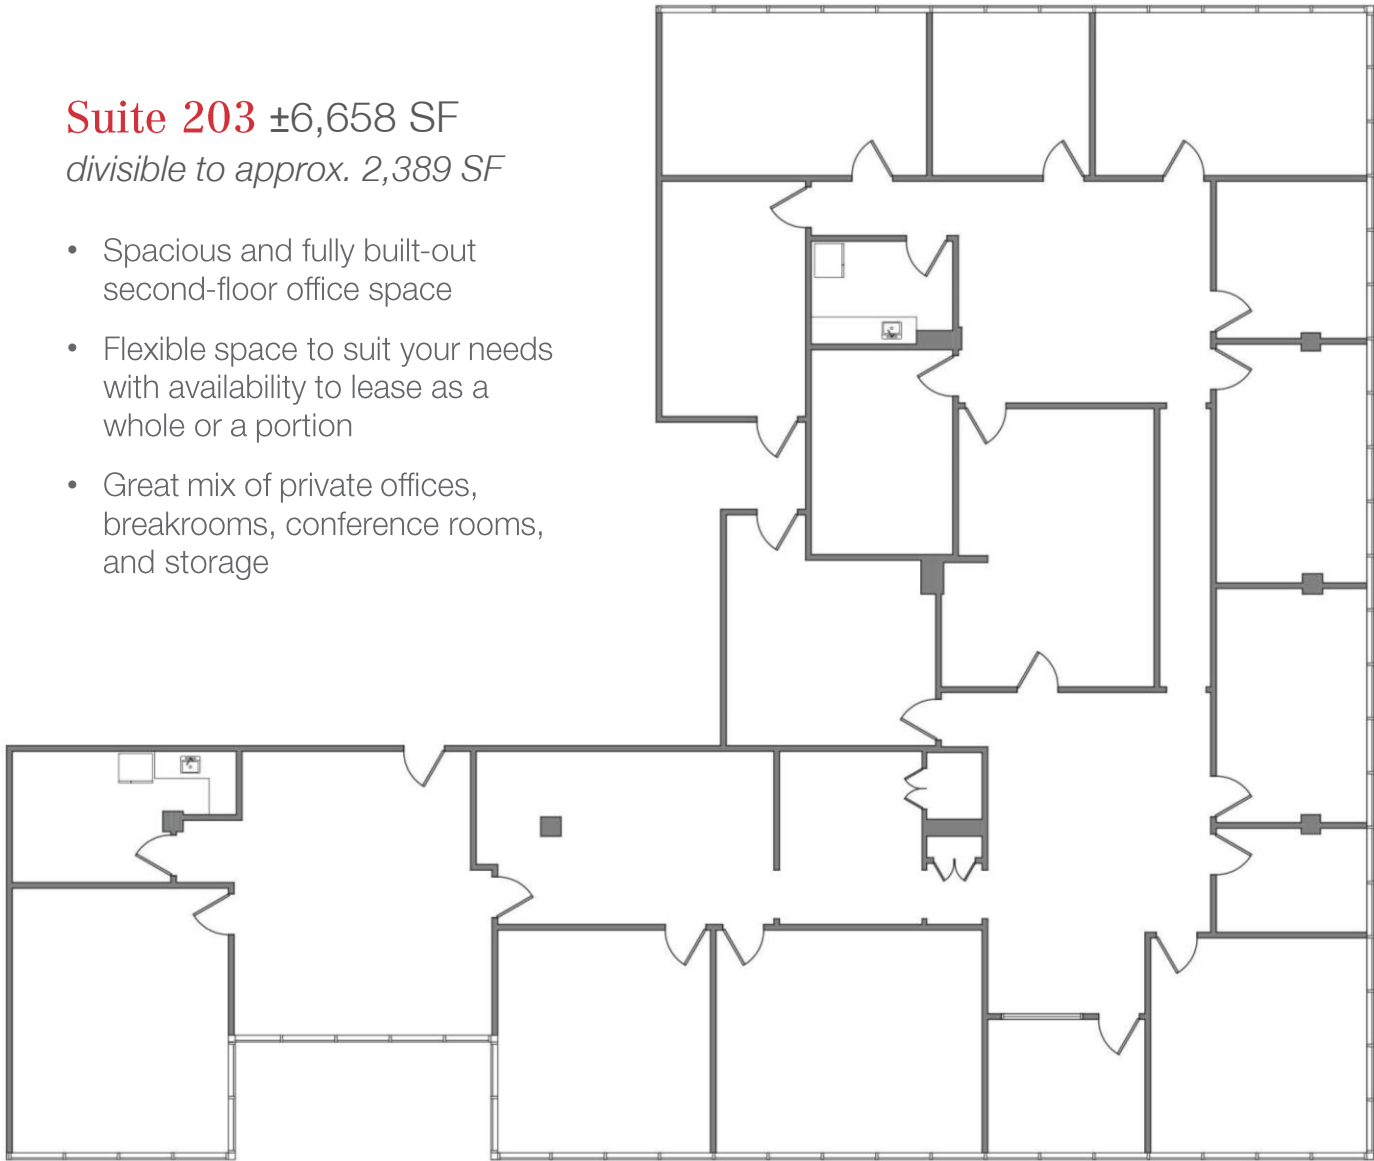 Suite 203 ±6,658 SF
divisible to approx. 2,389 SF
• Spacious and fully built-out
second-floor office space
• Flexible space to suit your needs
with availability to lease as a
whole or a portion
• Great mix of private offices,
breakrooms, conference rooms,
and storage